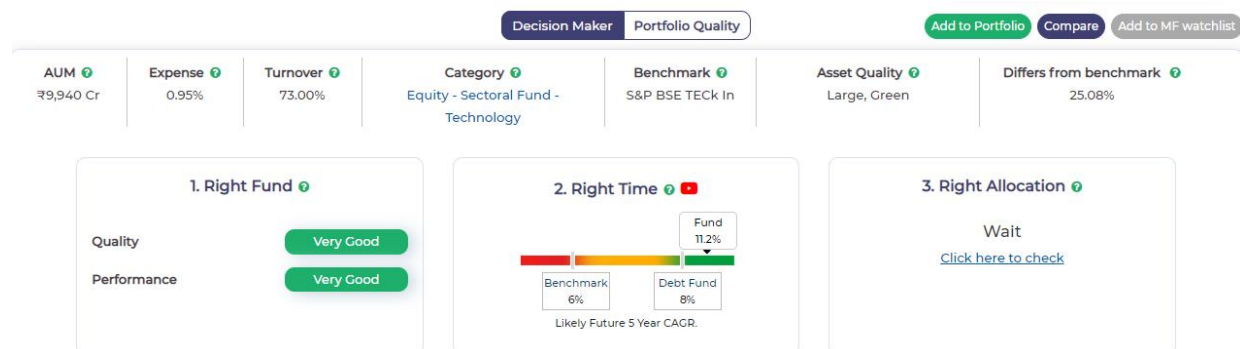 Decision Maker Portfolio Quality
Add to Portfolio Compare Add to MF watchlist
AUM Expense Turnover Category Benchmark Asset Quality Differs from benchmark
₹9,940 Cr 0.95% 73.00% Equity - Sectoral Fund - S&P BSE TECk In Large, Green 25.08%
Technology
1. Right Fund
Quality Very Good
Performance Very Good
2. Right Time
Fund
11.2%
Benchmark Debt Fund
6% 8%
Likely Future 5 Year CAGR.
3. Right Allocation
Wait
Click here to check